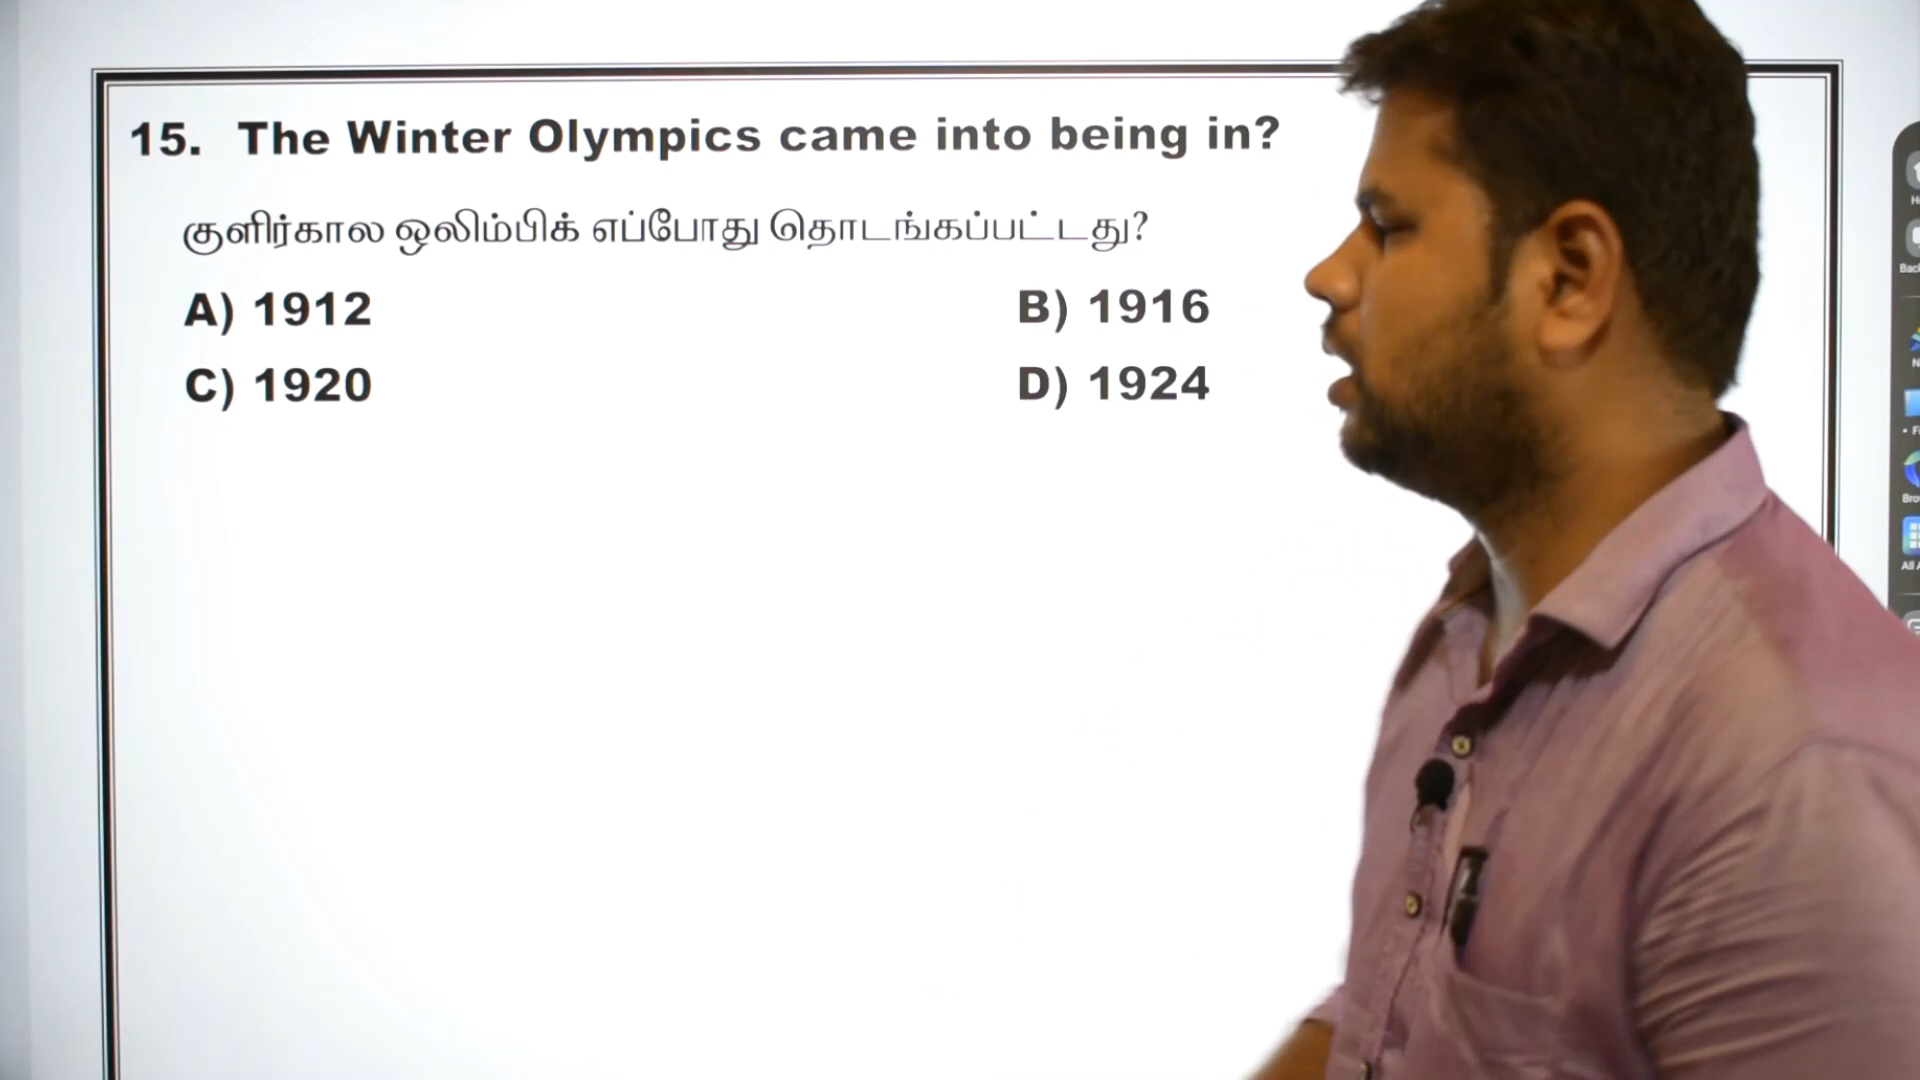 15. The Winter Olympics came into being in?
குளிர்கால ஒலிம்பிக் எப்போது தொடங்கப்பட்டது?
A) 1912 B) 1916
C) 1920 D) 1924